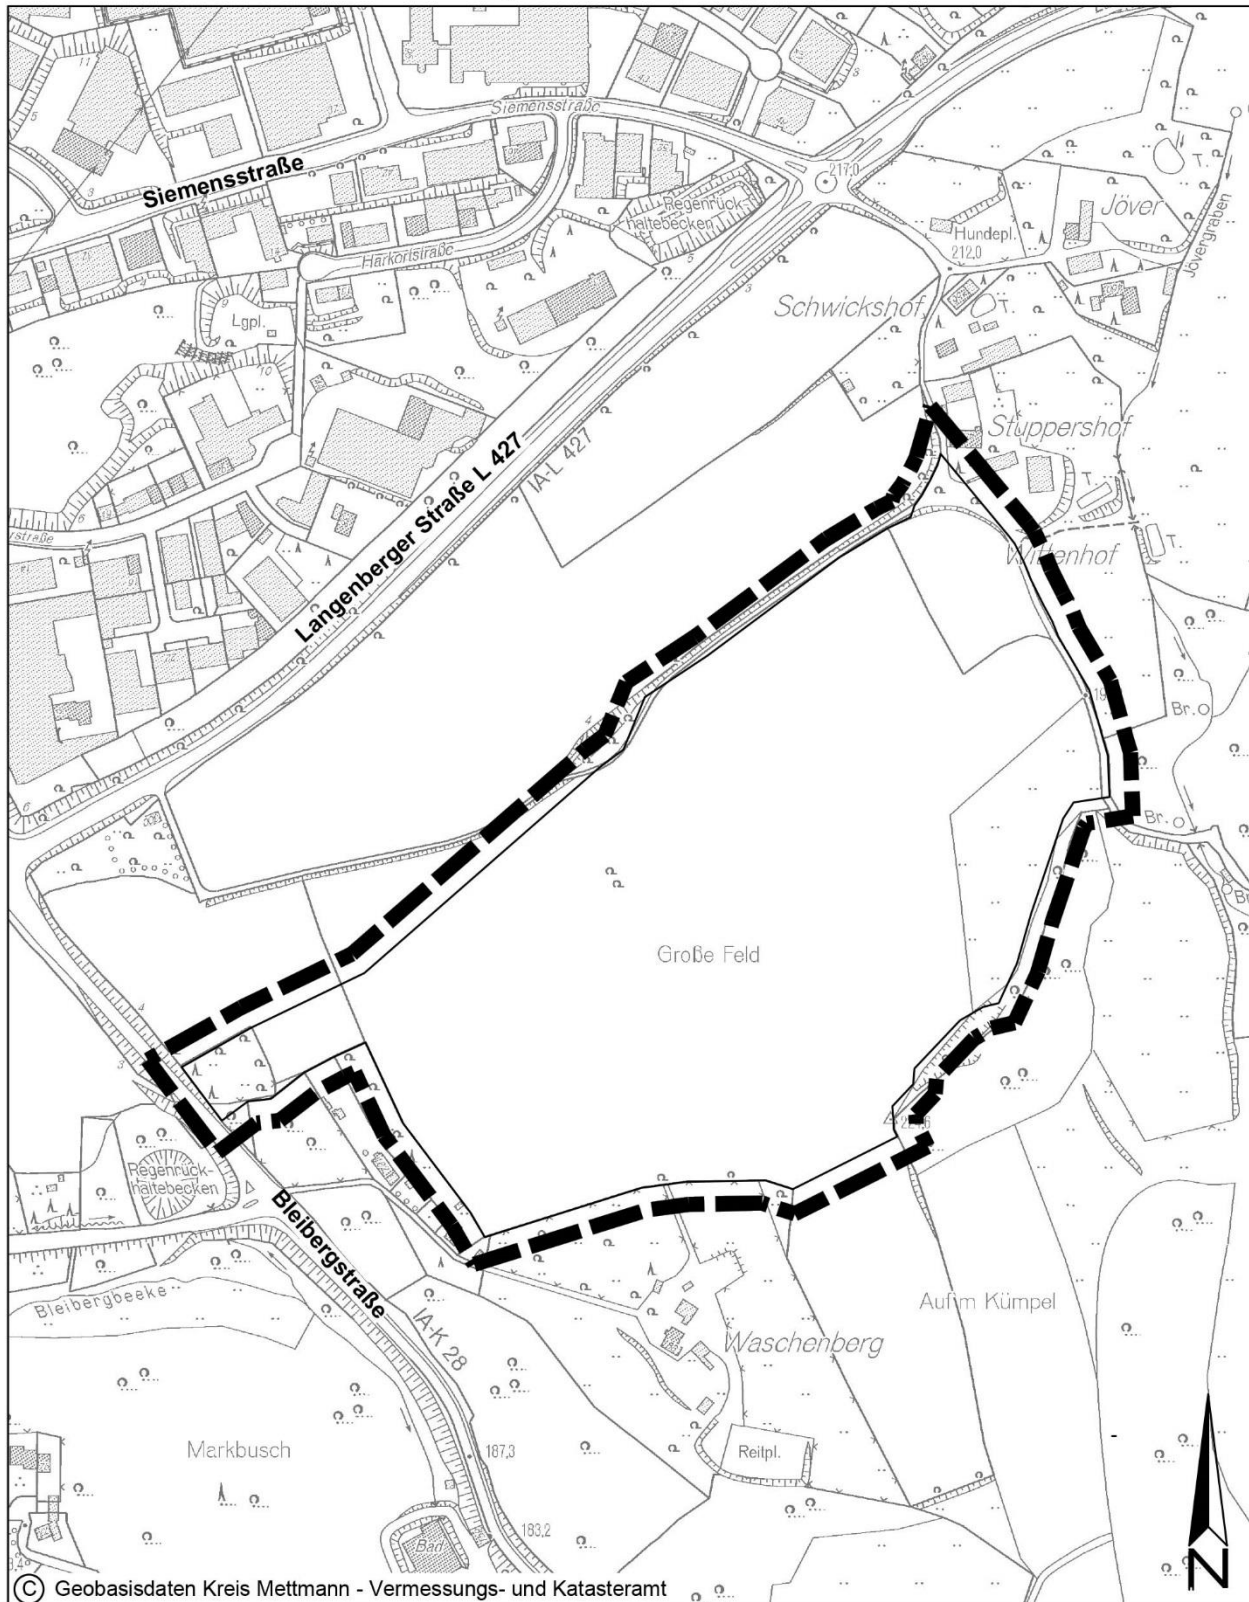 Siemensstraße
Siemensstraße
217,0
Regenrück-
haltebecken
T.
Jöver
Hundepl.
212,0
Jövergraben
Harkortstraße
Schwickshof
T.
Lgpl.
Stüppershof
T.
Langenberger Straße L 427
IA-L 427
Wittenhof
T.
Br.
Br.
Große Feld
Regenrück-
haltebecken
Bleibergstraße
Bleibergbeeke
IA-K 28
Auf'm Kümpel
Waschenberg
Markbusch
187,3
Reitpl.
183,2
Bad
N
© Geobasisdaten Kreis Mettmann - Vermessungs- und Katasteramt